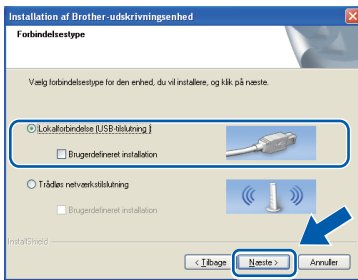 Installation af Brother-udskrivningsenhed
Forbindelsestype
Vælg forbindelsestype for den enhed, du vil installere, og klik på næste.
Lokalforbindelse (USB-tilslutning )
Brugerdefineret installation
Trådløs netværkstilslutning
Brugerdefineret installation
InstallShield
< Tilbage
Næste >
Annuller